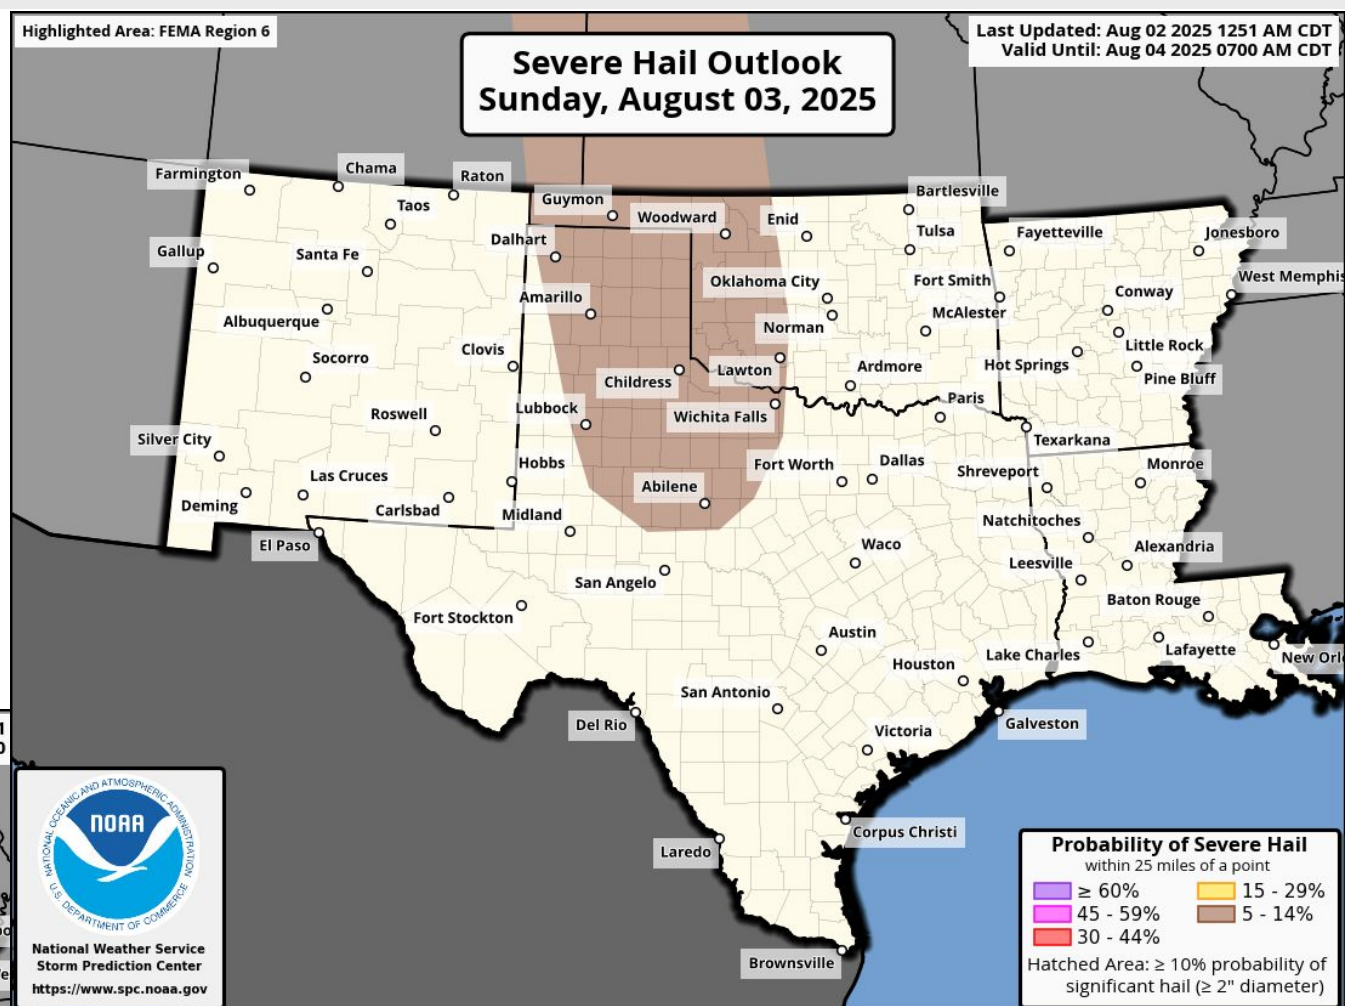 Highlighted Area: FEMA Region 6
Severe Hail Outlook
Sunday, August 03, 2025
Last Updated: Aug 02 2025 1251 AM CDT
Valid Until: Aug 04 2025 0700 AM CDT
Farmington
Chama
Raton
Taos
Guymon
Woodward
Enid
Bartlesville
Gallup
Santa Fe
Dalhart
Tulsa
Fayetteville
Jonesboro
Albuquerque
Amarillo
Oklahoma City
Fort Smith
Conway
West Memphis
Norman
McAlester
Socorro
Clovis
Childress
Lawton
Ardmore
Hot Springs
Little Rock
Pine Bluff
Silver City
Roswell
Lubbock
Wichita Falls
Paris
Texarkana
Deming
Las Cruces
Carlsbad
Hobbs
Midland
Abilene
Fort Worth
Dallas
Shreveport
Monroe
El Paso
San Angelo
Waco
Natchitoches
Leesville
Alexandria
Fort Stockton
Austin
Houston
Lake Charles
Baton Rouge
Lafayette
New Orl
Del Rio
San Antonio
Victoria
Galveston
Laredo
Corpus Christi
Brownsville
1
0
NATIONAL OCEANIC AND ATMOSPHERIC ADMINISTRATION
NOAA
U.S. DEPARTMENT OF COMMERCE
National Weather Service
Storm Prediction Center
https://www.spc.noaa.gov
Probability of Severe Hail
within 25 miles of a point
≥ 60%
45 - 59%
30 - 44%
15 - 29%
5 - 14%
Hatched Area: ≥ 10% probability of
significant hail (≥ 2" diameter)